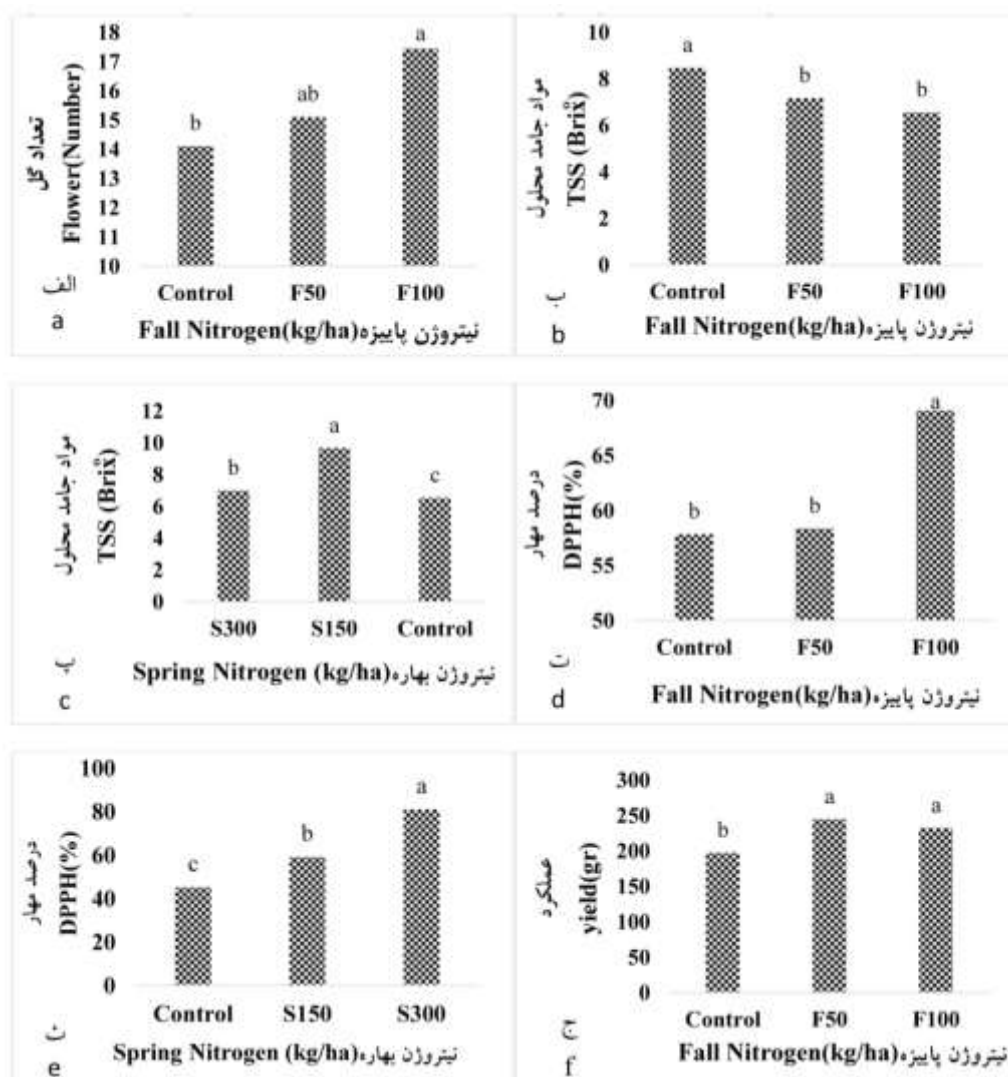 تعداد گل
Flower(Number)
18
17
16
15
14
13
12
11
10
b
ab
a
Control F50 F100
الف
a
Fall Nitrogen(kg/ha)نیتروژن پاییزه
مواد جامد محلول
TSS (Brix̊)
10
8
6
4
2
0
a
b
b
Control F50 F100
ب
b
Fall Nitrogen(kg/ha)نیتروژن پاییزه
مواد جامد محلول
TSS (Brix̊)
12
10
8
6
4
2
0
b
a
c
S300 S150 Control
پ
c
Spring Nitrogen (kg/ha)نیتروژن بهاره
درصد مهار
DPPH(%)
70
65
60
55
50
b
b
a
Control F50 F100
ت
d
Fall Nitrogen(kg/ha)نیتروژن پاییزه
درصد مهار
DPPH(%)
100
80
60
40
20
0
c
b
a
Control S150 S300
e
Spring Nitrogen (kg/ha)نیتروژن بهاره
عملکرد
yield(gr)
300
250
200
150
100
50
0
b
a
a
Control F50 F100
f
Fall Nitrogen(kg/ha)نیتروژن پاییزه